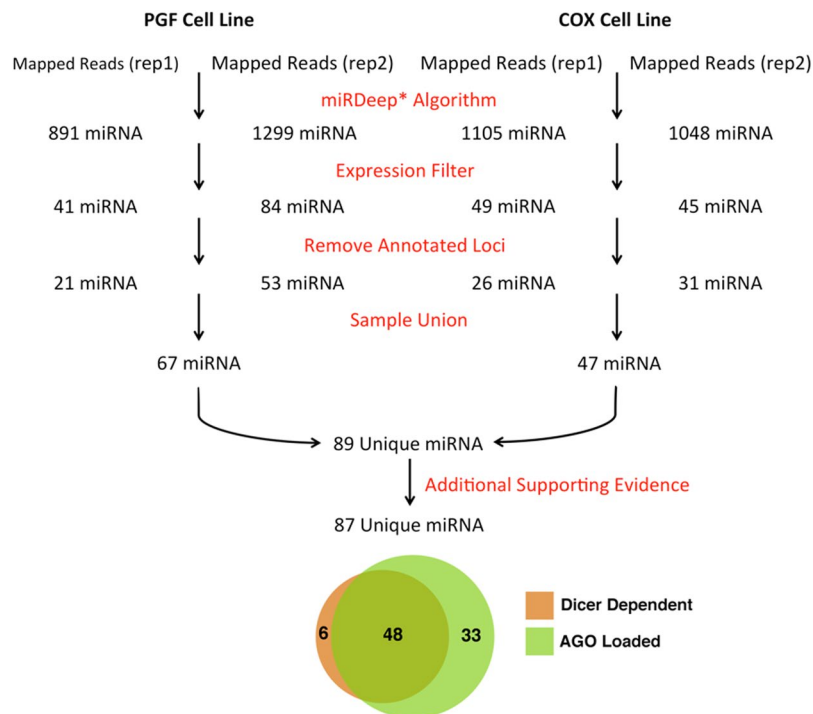 PGF Cell Line
COX Cell Line
Mapped Reads (rep1)
Mapped Reads (rep2)
Mapped Reads (rep1)
Mapped Reads (rep2)
miRDeep* Algorithm
891 miRNA
1299 miRNA
1105 miRNA
1048 miRNA
Expression Filter
41 miRNA
84 miRNA
49 miRNA
45 miRNA
Remove Annotated Loci
21 miRNA
53 miRNA
26 miRNA
31 miRNA
Sample Union
67 miRNA
47 miRNA
89 Unique miRNA
Additional Supporting Evidence
87 Unique miRNA
6
48
33
Dicer Dependent
AGO Loaded